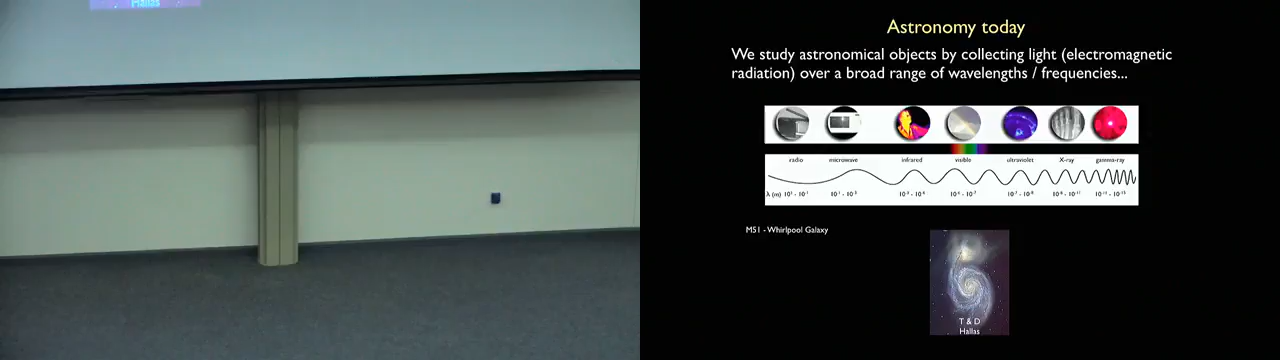 Hallas
Astronomy today
We study astronomical objects by collecting light (electromagnetic
radiation) over a broad range of wavelengths / frequencies...
radio microwave infrared visible ultraviolet X-ray gamma-ray
λ (m)
M51 - Whirlpool Galaxy
T & D
Hallas